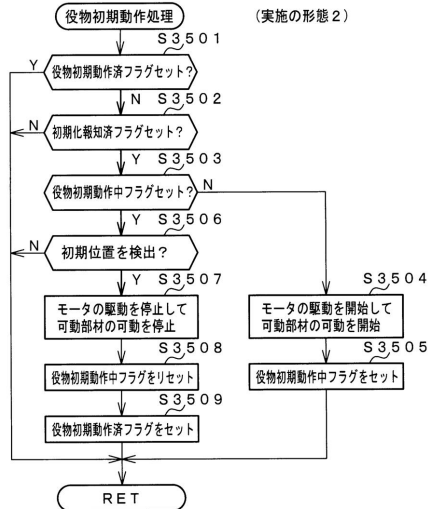 役物初期動作処理
(実施の形態2)
S3501
Y
役物初期動作済フラグセット?
N
S3502
N
初期化報知済フラグセット?
Y
S3503
役物初期動作中フラグセット?
N
Y
S3506
N
初期位置を検出?
Y
S3507
モータの駆動を停止して
可動部材の可動を停止
S3504
モータの駆動を開始して
可動部材の可動を開始
S3508
役物初期動作中フラグをリセット
S3505
役物初期動作中フラグをセット
S3509
役物初期動作済フラグをセット
RET